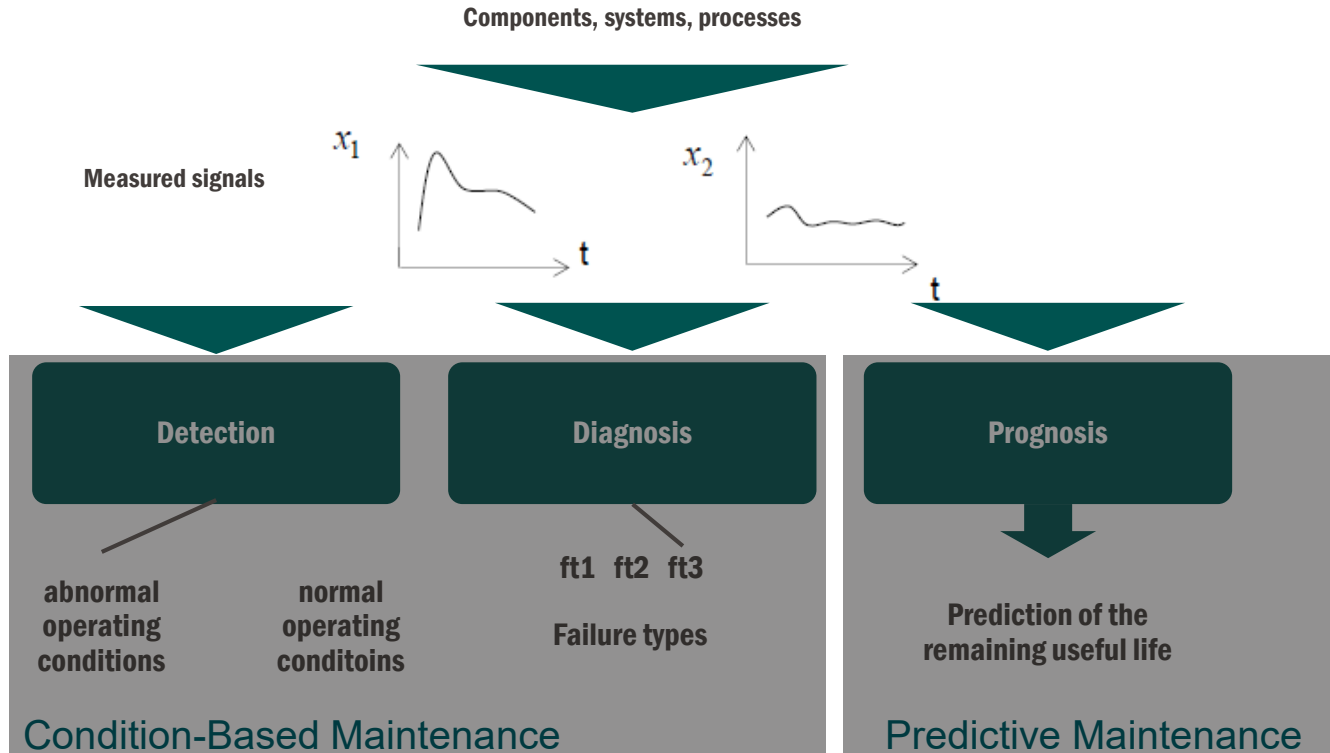 Components, systems, processes
x1
x2
Measured signals
t
t
Detection
Diagnosis
Prognosis
abnormal
operating
conditions
normal
operating
conditoins
ft1 ft2 ft3
Failure types
Prediction of the
remaining useful life
Condition-Based Maintenance
Predictive Maintenance